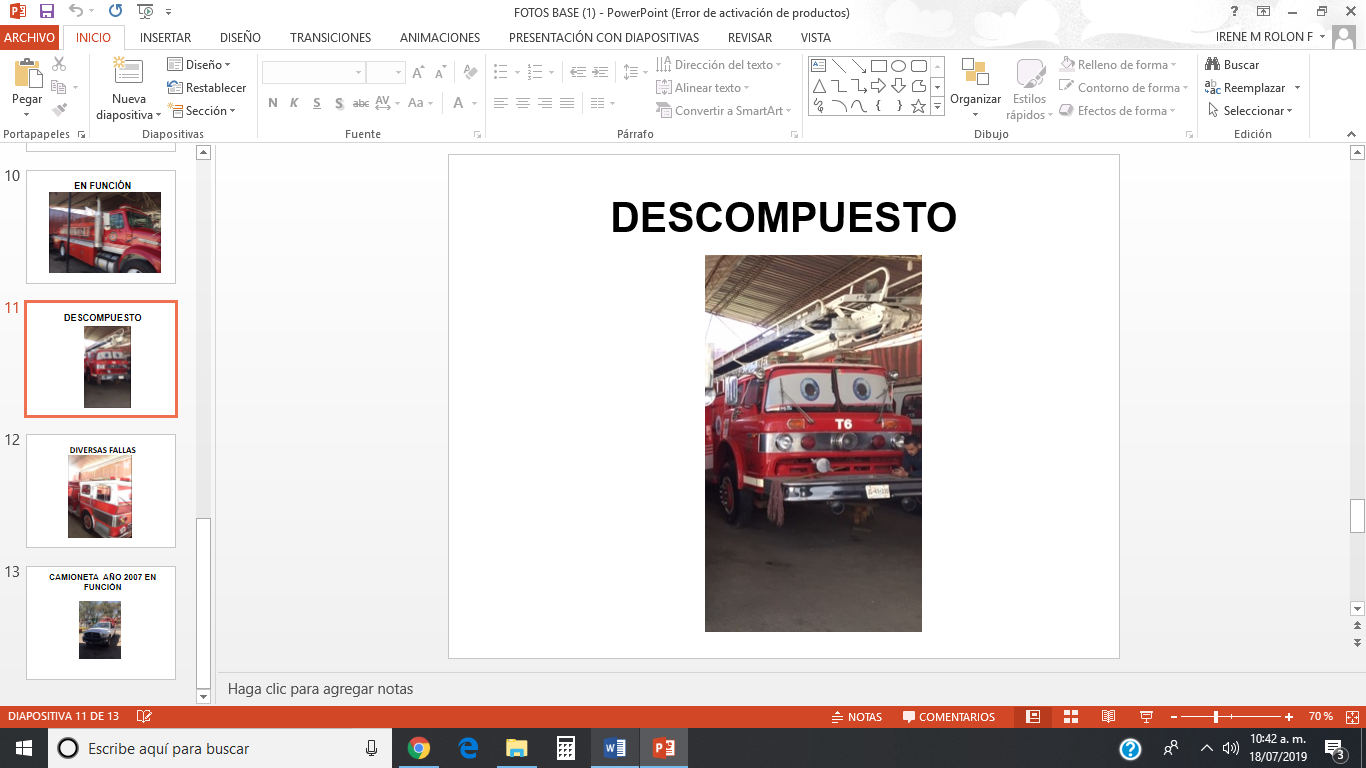 FOTOS BASE (1) - PowerPoint (Error de activación de productos)
ARCHIVO INICIO INSERTAR DISEÑO TRANSICIONES ANIMACIONES PRESENTACIÓN CON DIAPOSITIVAS REVISAR VISTA IRENE M ROLON F
Pegar
Portapapeles
Nueva diapositiva
Diseño
Restablecer
Sección
Diapositivas
N K S S abc AV Aa A
Fuente
Dirección del texto
Alinear texto
Convertir a SmartArt
Párrafo
Organizar
Estilos rápidos
Relleno de forma
Contorno de forma
Efectos de forma
Dibujo
Buscar
Reemplazar
Seleccionar
Edición
10
EN FUNCIÓN
11
DESCOMPUESTO
12
DIVERSAS FALLAS
13
CAMIONETA AÑO 2007 EN
FUNCIÓN
DESCOMPUESTO
T6
Haga clic para agregar notas
DIAPOSITIVA 11 DE 13 NOTAS COMENTARIOS 70 %
Escribe aquí para buscar
10:42 a. m.
18/07/2019
3